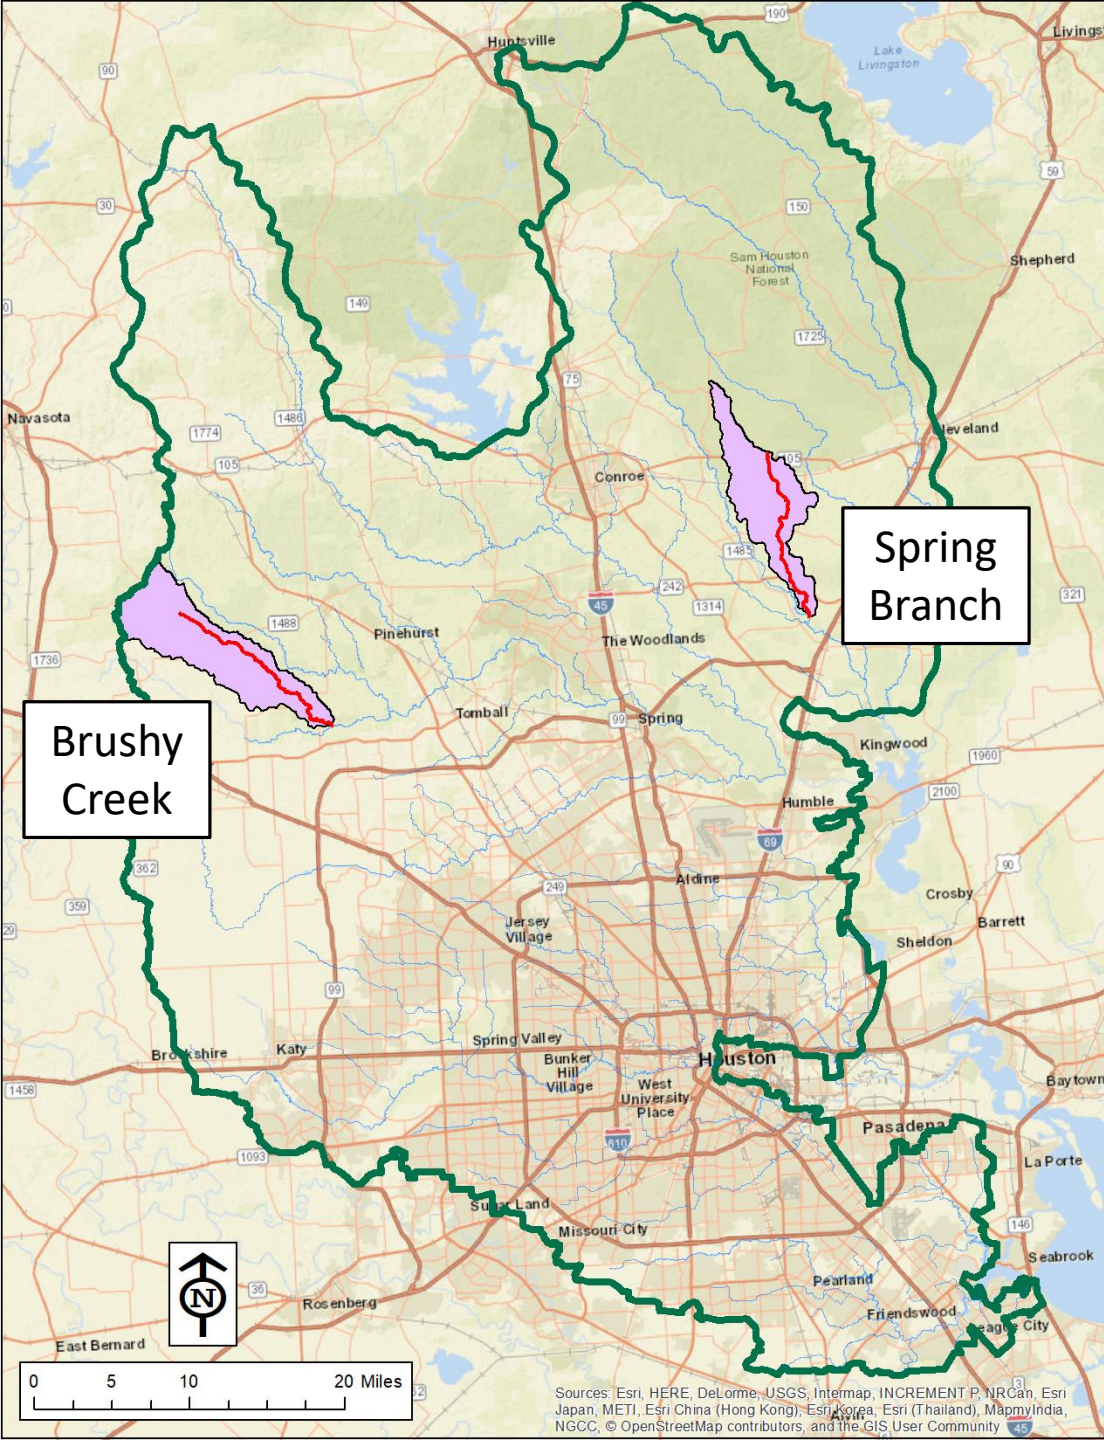 190
Huntsville
Livings
Lake
Livingston
90
59
30
150
Sam Houston
National
Forest
Shepherd
149
1725
75
Navasota
1486
1774
105
Cleveland
105
Conroe
Spring
Branch
1485
242
1314
321
45
1488
Pinehurst
The Woodlands
1736
Tomball
99
Spring
Brushy
Creek
Kingwood
1960
2100
Humble
69
362
Aldine
249
90
359
Crosby
Jersey
Village
Barrett
29
Sheldon
99
Spring Valley
Brookshire
Katy
Houston
Bunker
Hill
Village
West
University
Place
1458
Baytown
Pasadena
610
1093
La Porte
Sugar Land
146
Missouri City
Seabrook
N
Pearland
36
Rosenberg
Friendswood
League City
East Bernard
0 5 10 20 Miles
3
Alvin
45
Sources: Esri, HERE, DeLorme, USGS, Intermap, INCREMENT P, NRCan, Esri
Japan, METI, Esri China (Hong Kong), Esri Korea, Esri (Thailand), MapmyIndia,
NGCC, © OpenStreetMap contributors, and the GIS User Community